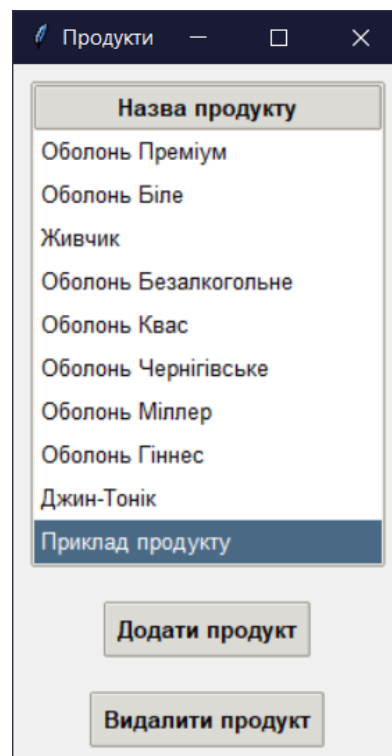 Продукти
Назва продукту
Оболонь Преміум
Оболонь Біле
Живчик
Оболонь Безалкогольне
Оболонь Квас
Оболонь Чернігівське
Оболонь Міллер
Оболонь Гіннес
Джин-Тонік
Приклад продукту
Додати продукт
Видалити продукт